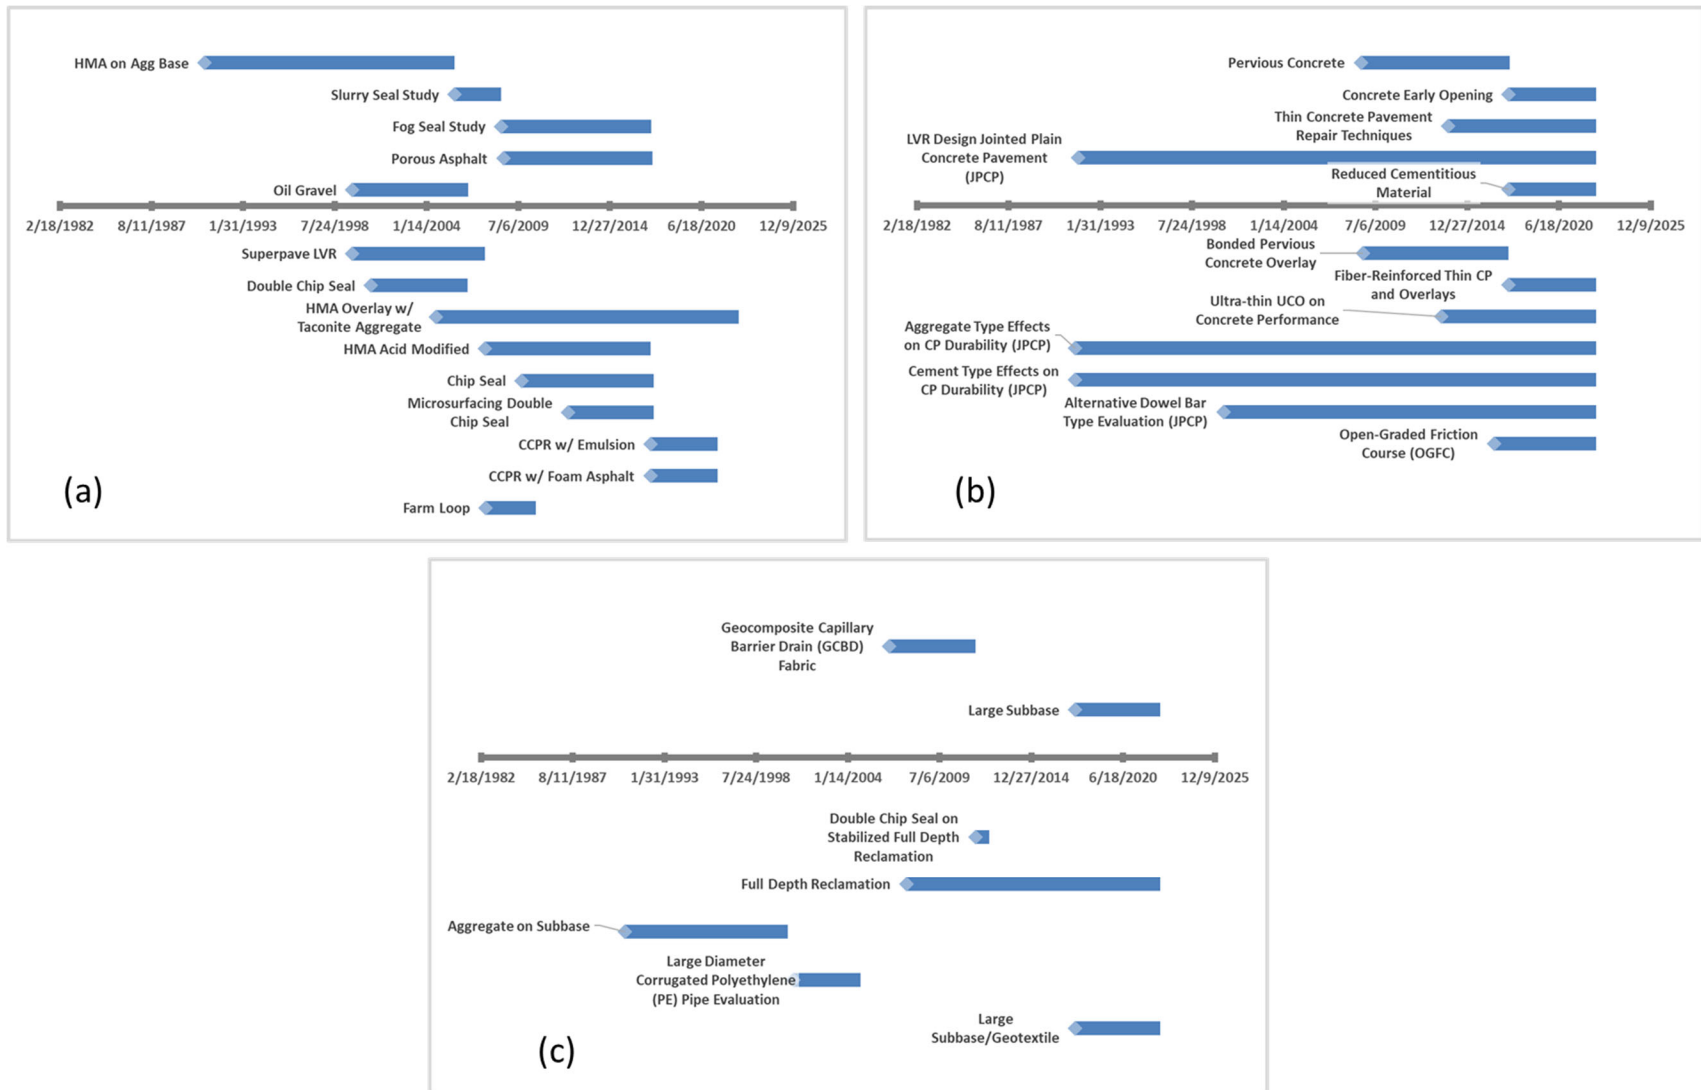 HMA on Agg Base
Slurry Seal Study
Fog Seal Study
Porous Asphalt
Oil Gravel
2/18/1982 8/11/1987 1/31/1993 7/24/1998 1/14/2004 7/6/2009 12/27/2014 6/18/2020 12/9/2025
Superpave LVR
Double Chip Seal
HMA Overlay w/
Taconite Aggregate
HMA Acid Modified
Chip Seal
Microsurfacing Double
Chip Seal
CCPR w/ Emulsion
CCPR w/ Foam Asphalt
Farm Loop
(a)
Pervious Concrete
Concrete Early Opening
Thin Concrete Pavement
Repair Techniques
LVR Design Jointed Plain
Concrete Pavement
(JPCP)
Reduced Cementitious
Material
2/18/1982 8/11/1987 1/31/1993 7/24/1998 1/14/2004 7/6/2009 12/27/2014 6/18/2020 12/9/2025
Bonded Pervious
Concrete Overlay
Fiber-Reinforced Thin CP
and Overlays
Ultra-thin UCO on
Concrete Performance
Aggregate Type Effects
on CP Durability (JPCP)
Cement Type Effects on
CP Durability (JPCP)
Alternative Dowel Bar
Type Evaluation (JPCP)
Open-Graded Friction
Course (OGFC)
(b)
Geocomposite Capillary
Barrier Drain (GCBD)
Fabric
Large Subbase
2/18/1982 8/11/1987 1/31/1993 7/24/1998 1/14/2004 7/6/2009 12/27/2014 6/18/2020 12/9/2025
Double Chip Seal on
Stabilized Full Depth
Reclamation
Full Depth Reclamation
Aggregate on Subbase
Large Diameter
Corrugated Polyethylene
(PE) Pipe Evaluation
Large
Subbase/Geotextile
(c)